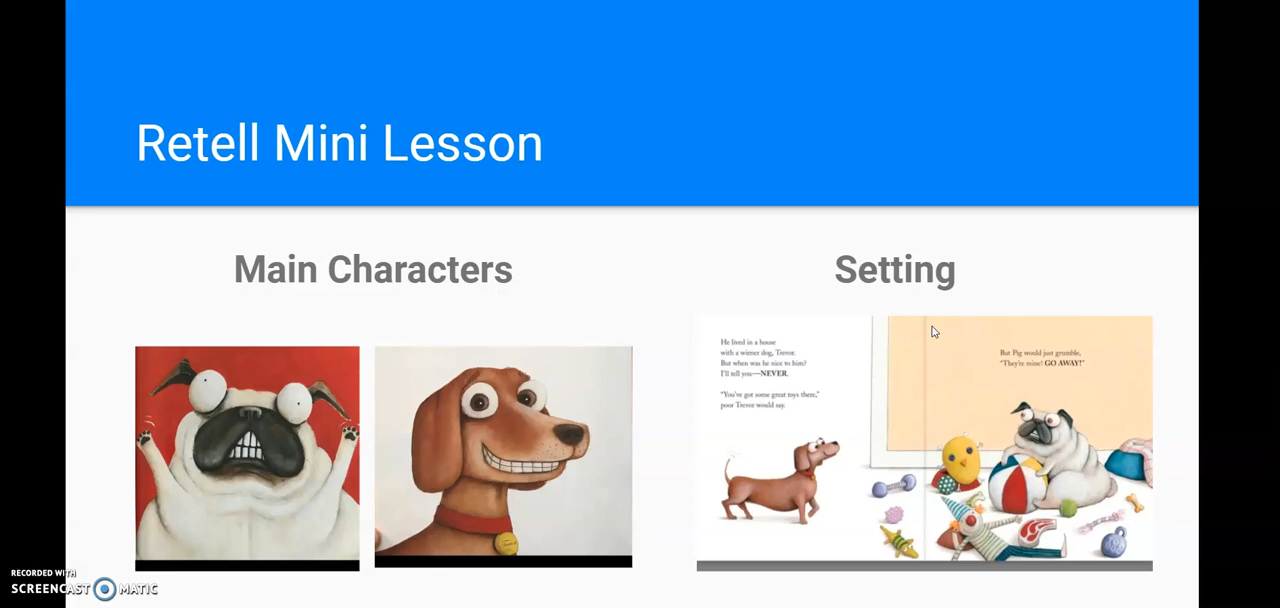 Retell Mini Lesson
Main Characters
Setting
He lived in a house
with a wiener dog, Trevor.
But when was he nice to him?
I'll tell you—NEVER.
"You've got some great toys there,"
poor Trevor would say.
But Pig would just grumble,
"They're mine! GO AWAY!"
RECORDED WITH
SCREENCAST MATIC